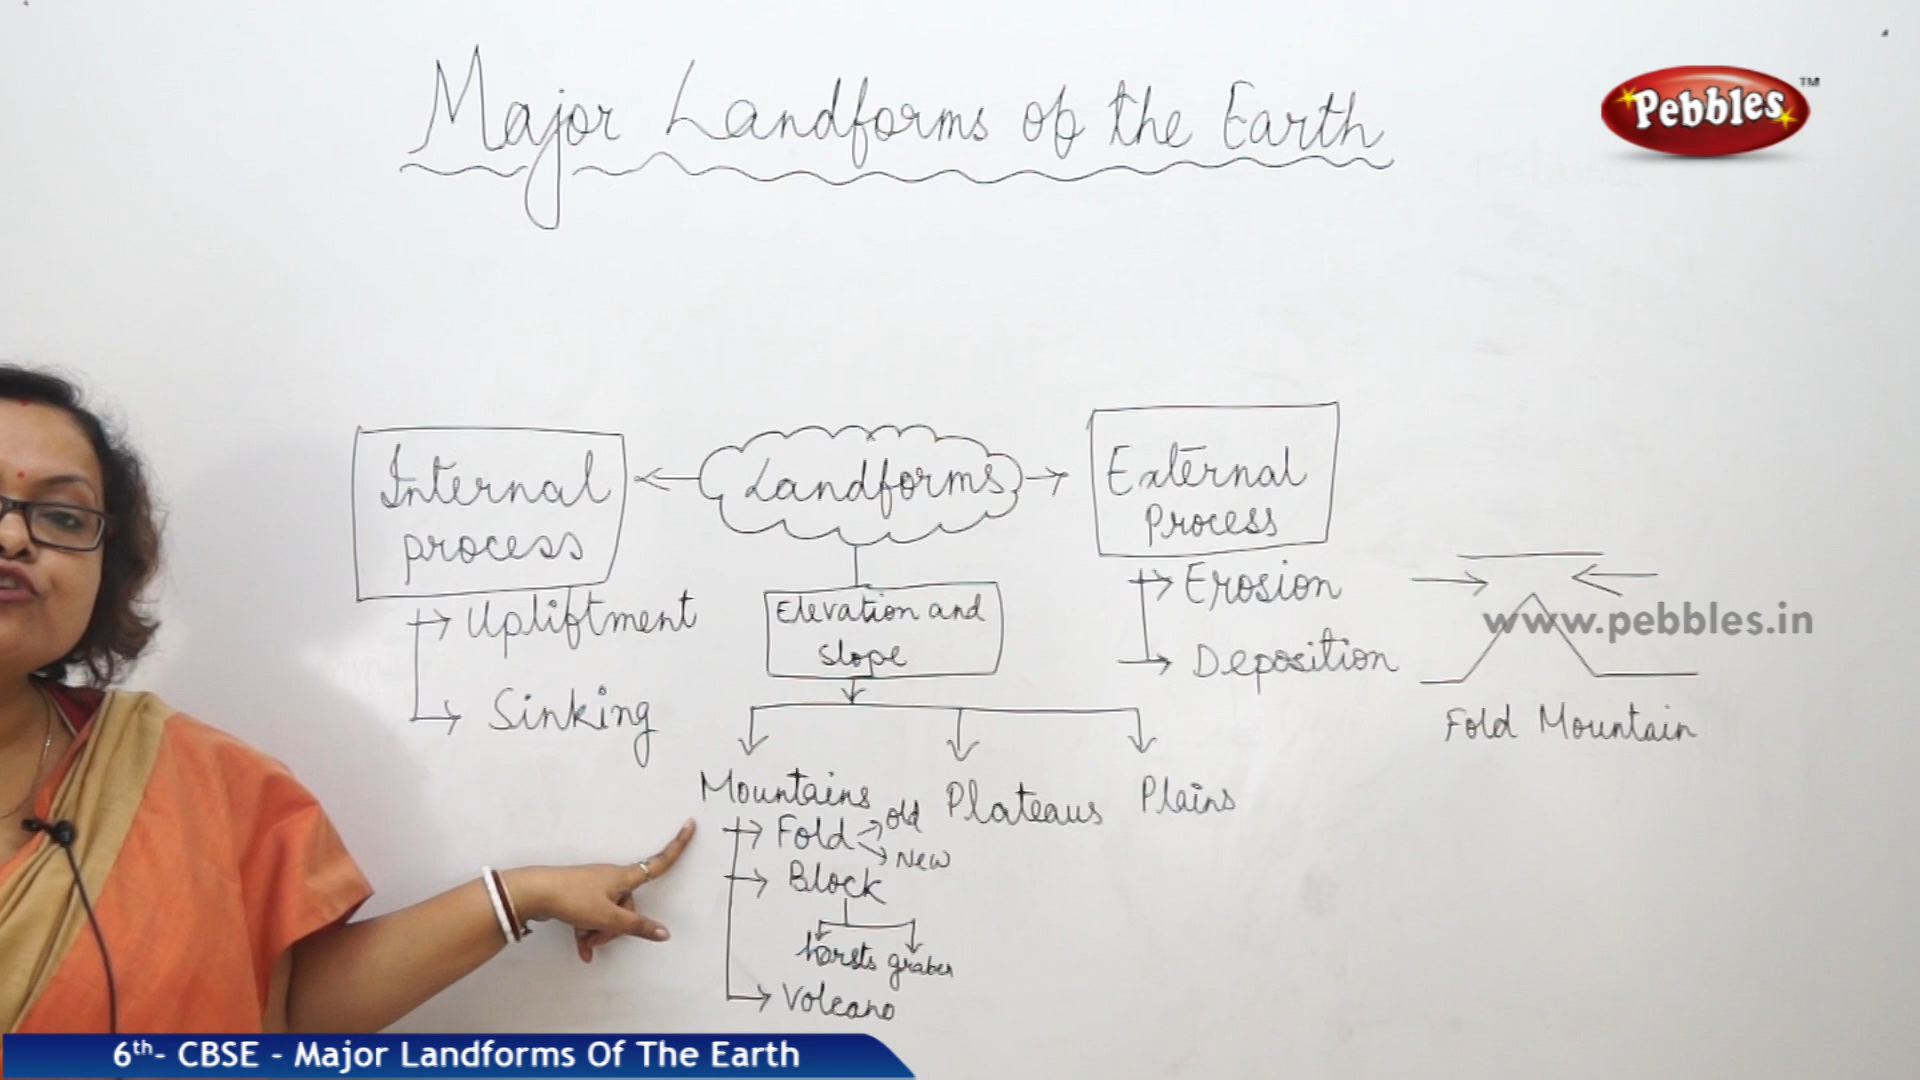 Major Landforms of the Earth
Pebbles TM
Internal
process
Landforms
External
Process
Upliftment
Sinking
Elevation and
slope
Erosion
Deposition
www.pebbles.in
Fold Mountain
Mountains
Plateaus
Plains
Fold
old
New
Block
horsts graben
Volcano
6th- CBSE - Major Landforms Of The Earth